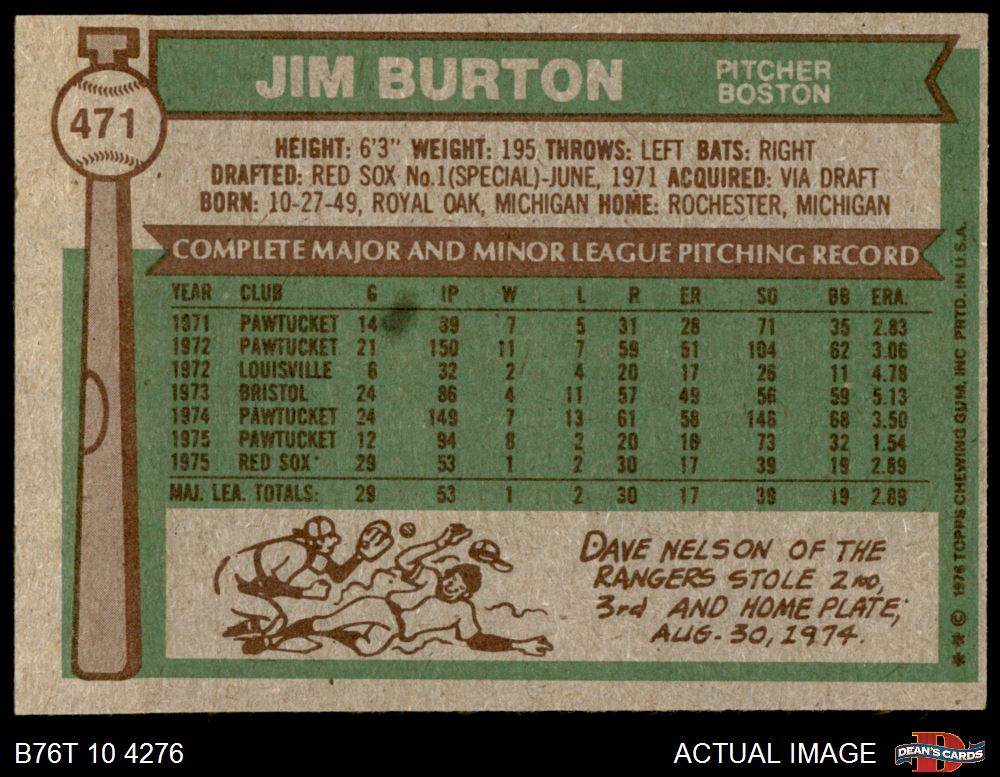 471
JIM BURTON
PITCHER
BOSTON
HEIGHT: 6'3" WEIGHT: 195 THROWS: LEFT BATS: RIGHT
DRAFTED: RED SOX No.1(SPECIAL)-JUNE, 1971 ACQUIRED: VIA DRAFT
BORN: 10-27-49, ROYAL OAK, MICHIGAN HOME: ROCHESTER, MICHIGAN
COMPLETE MAJOR AND MINOR LEAGUE PITCHING RECORD
YEAR CLUB G IP W L R ER SO BB ERA.
1971 PAWTUCKET 14 89 7 5 31 28 71 35 2.83
1972 PAWTUCKET 21 150 11 7 59 51 104 62 3.06
1972 LOUISVILLE 6 32 2 4 20 17 26 11 4.78
1973 BRISTOL 24 86 4 11 57 49 56 59 5.13
1974 PAWTUCKET 24 149 7 13 61 58 146 68 3.50
1975 PAWTUCKET 12 94 8 2 20 16 73 32 1.54
1975 RED SOX 29 53 1 2 30 17 39 19 2.89
MAJ. LEA. TOTALS: 29 53 1 2 30 17 39 19 2.89
DAVE NELSON OF THE
RANGERS STOLE 2ND,
3rd AND HOME PLATE;
AUG. 30, 1974.
* * © 1976 TOPPS CHEWING GUM, INC PRTD. IN U.S.A.
B76T 10 4276
ACTUAL IMAGE
D
DEAN'S CARDS